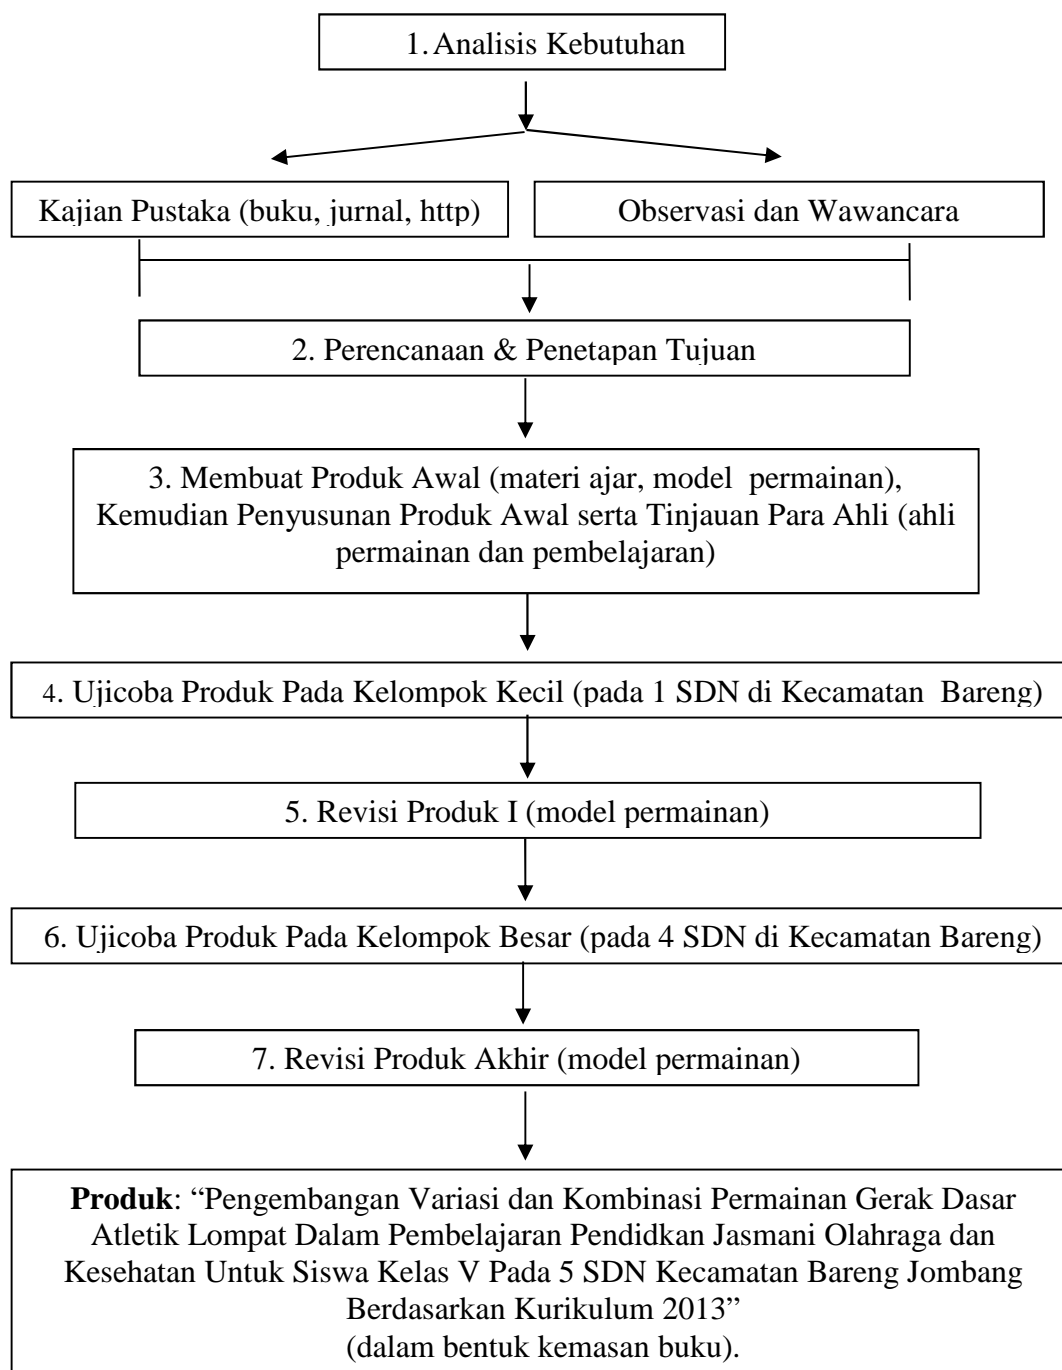 1. Analisis Kebutuhan
Kajian Pustaka (buku, jurnal, http)
Observasi dan Wawancara
2. Perencanaan & Penetapan Tujuan
3. Membuat Produk Awal (materi ajar, model permainan),
Kemudian Penyusunan Produk Awal serta Tinjauan Para Ahli (ahli
permainan dan pembelajaran)
4. Ujicoba Produk Pada Kelompok Kecil (pada 1 SDN di Kecamatan Bareng)
5. Revisi Produk I (model permainan)
6. Ujicoba Produk Pada Kelompok Besar (pada 4 SDN di Kecamatan Bareng)
7. Revisi Produk Akhir (model permainan)
Produk: “Pengembangan Variasi dan Kombinasi Permainan Gerak Dasar
Atletik Lompat Dalam Pembelajaran Pendidkan Jasmani Olahraga dan
Kesehatan Untuk Siswa Kelas V Pada 5 SDN Kecamatan Bareng Jombang
Berdasarkan Kurikulum 2013”
(dalam bentuk kemasan buku).